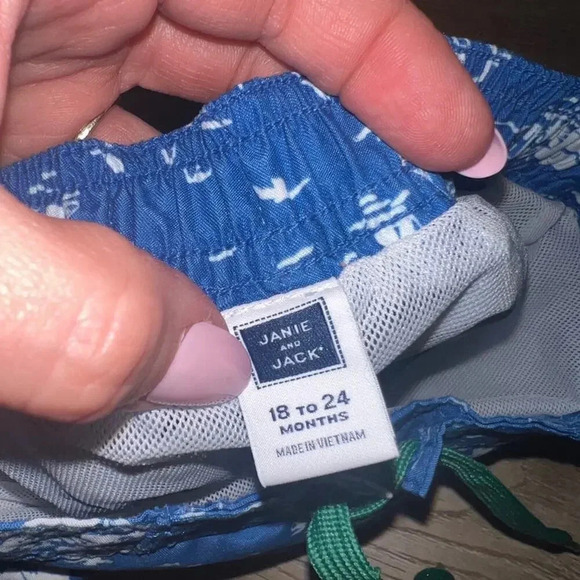 JANIE
AND
JACK®
18 TO 24
MONTHS
MADE IN VIETNAM